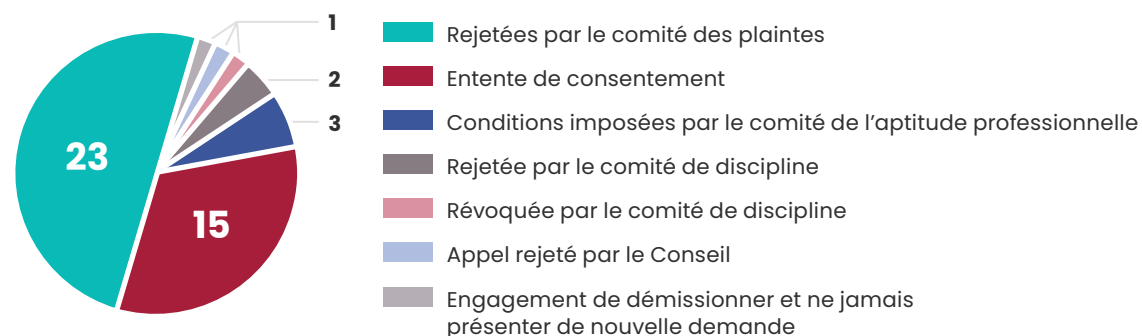 1
2
3
23
15
Rejetées par le comité des plaintes
Entente de consentement
Conditions imposées par le comité de l’aptitude professionnelle
Rejetée par le comité de discipline
Révoquée par le comité de discipline
Appel rejeté par le Conseil
Engagement de démissionner et ne jamais
présenter de nouvelle demande